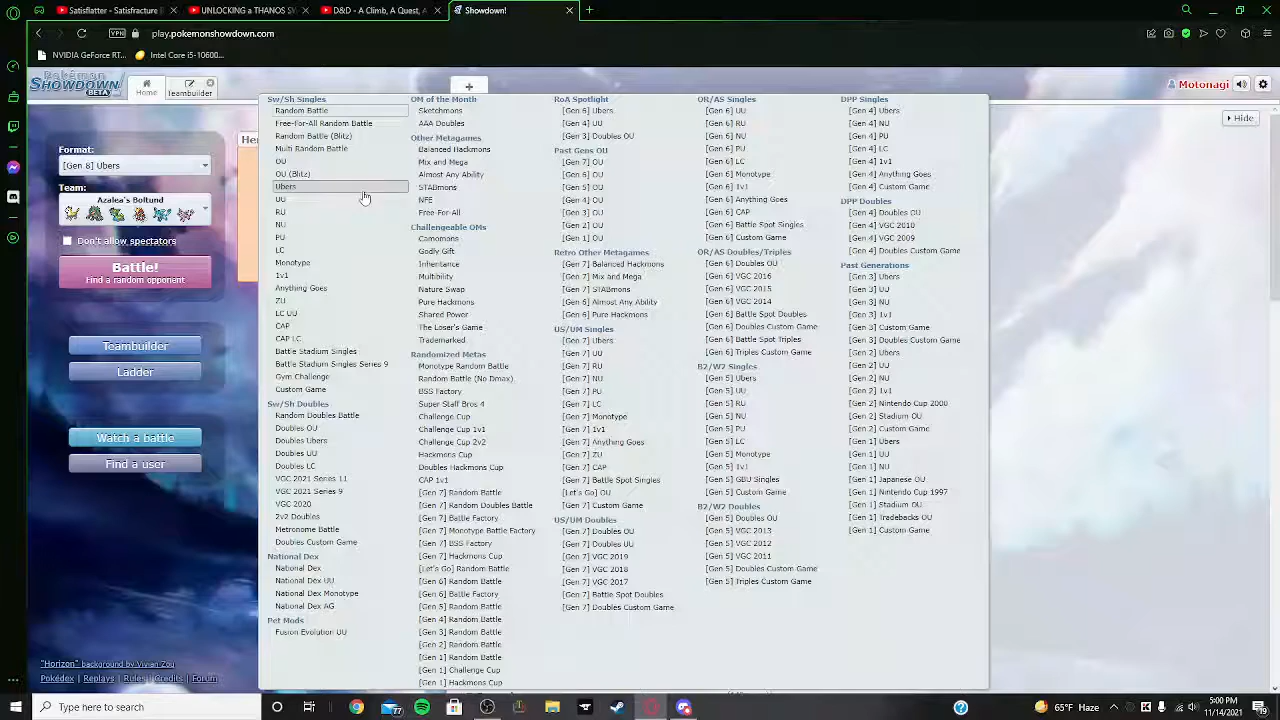 Satisflatter - Satisfracture
UNLOCKING a THANOS
D&D - A Climb, A Quest, A
Showdown!
VPN
play.pokemonshowdown.com
NVIDIA GeForce RT...
Intel Core i5-10600...
Pokémon
SHOWDOWN
BETA
Home
Teambuilder
Motonagi
Hide
Format:
[Gen 8] Ubers
Team:
Azalea's Boltund
Don't allow spectators
Battle!
Find a random opponent
Teambuilder
Ladder
Watch a battle
Find a user
"Horizon" background by Vivian Zou
Pokédex | Replays | Rules | Credits | Forum
Sw/Sh Singles
Random Battle
Free-For-All Random Battle
Random Battle (Blitz)
Multi Random Battle
OU
OU (Blitz)
Ubers
UU
RU
NU
PU
LC
Monotype
1v1
Anything Goes
ZU
LC UU
CAP
CAP LC
Battle Stadium Singles
Battle Stadium Singles Series 9
Gym Challenge
Custom Game
Sw/Sh Doubles
Random Doubles Battle
Doubles OU
Doubles Ubers
Doubles UU
Doubles LC
VGC 2021 Series 11
VGC 2021 Series 9
VGC 2020
2v2 Doubles
Metronome Battle
Doubles Custom Game
National Dex
National Dex
National Dex UU
National Dex Monotype
National Dex AG
Pet Mods
Fusion Evolution UU
OM of the Month
Sketchmons
AAA Doubles
Other Metagames
Balanced Hackmons
Mix and Mega
Almost Any Ability
STABmons
NFE
Free-For-All
Challengeable OMs
Camomons
Godly Gift
Inheritance
Multibility
Nature Swap
Pure Hackmons
Shared Power
The Loser's Game
Trademarked
Randomized Metas
Monotype Random Battle
Random Battle (No Dmax)
BSS Factory
Super Staff Bros 4
Challenge Cup
Challenge Cup 1v1
Challenge Cup 2v2
Hackmons Cup
Doubles Hackmons Cup
CAP 1v1
[Gen 7] Random Battle
[Gen 7] Random Doubles Battle
[Gen 7] Battle Factory
[Gen 7] Monotype Battle Factory
[Gen 7] BSS Factory
[Gen 7] Hackmons Cup
[Let's Go] Random Battle
[Gen 6] Random Battle
[Gen 6] Battle Factory
[Gen 5] Random Battle
[Gen 4] Random Battle
[Gen 3] Random Battle
[Gen 2] Random Battle
[Gen 1] Random Battle
[Gen 1] Challenge Cup
[Gen 1] Hackmons Cup
RoA Spotlight
[Gen 6] Ubers
[Gen 4] UU
[Gen 3] Doubles OU
Past Gens OU
[Gen 7] OU
[Gen 6] OU
[Gen 5] OU
[Gen 4] OU
[Gen 3] OU
[Gen 2] OU
[Gen 1] OU
Retro Other Metagames
[Gen 7] Balanced Hackmons
[Gen 7] Mix and Mega
[Gen 7] STABmons
[Gen 6] Almost Any Ability
[Gen 6] Pure Hackmons
US/UM Singles
[Gen 7] Ubers
[Gen 7] UU
[Gen 7] RU
[Gen 7] NU
[Gen 7] PU
[Gen 7] LC
[Gen 7] Monotype
[Gen 7] 1v1
[Gen 7] Anything Goes
[Gen 7] ZU
[Gen 7] CAP
[Gen 7] Battle Spot Singles
[Let's Go] OU
[Gen 7] Custom Game
US/UM Doubles
[Gen 7] Doubles OU
[Gen 7] Doubles UU
[Gen 7] VGC 2019
[Gen 7] VGC 2018
[Gen 7] VGC 2017
[Gen 7] Battle Spot Doubles
[Gen 7] Doubles Custom Game
OR/AS Singles
[Gen 6] UU
[Gen 6] RU
[Gen 6] NU
[Gen 6] PU
[Gen 6] LC
[Gen 6] Monotype
[Gen 6] 1v1
[Gen 6] Anything Goes
[Gen 6] CAP
[Gen 6] Battle Spot Singles
[Gen 6] Custom Game
OR/AS Doubles/Triples
[Gen 6] Doubles OU
[Gen 6] VGC 2016
[Gen 6] VGC 2015
[Gen 6] VGC 2014
[Gen 6] Battle Spot Doubles
[Gen 6] Doubles Custom Game
[Gen 6] Battle Spot Triples
[Gen 6] Triples Custom Game
B2/W2 Singles
[Gen 5] Ubers
[Gen 5] UU
[Gen 5] RU
[Gen 5] NU
[Gen 5] PU
[Gen 5] LC
[Gen 5] Monotype
[Gen 5] 1v1
[Gen 5] GBU Singles
[Gen 5] Custom Game
B2/W2 Doubles
[Gen 5] Doubles OU
[Gen 5] VGC 2013
[Gen 5] VGC 2012
[Gen 5] VGC 2011
[Gen 5] Doubles Custom Game
[Gen 5] Triples Custom Game
DPP Singles
[Gen 4] Ubers
[Gen 4] NU
[Gen 4] PU
[Gen 4] LC
[Gen 4] 1v1
[Gen 4] Anything Goes
[Gen 4] Custom Game
DPP Doubles
[Gen 4] Doubles OU
[Gen 4] VGC 2010
[Gen 4] VGC 2009
[Gen 4] Doubles Custom Game
Past Generations
[Gen 3] Ubers
[Gen 3] UU
[Gen 3] NU
[Gen 3] 1v1
[Gen 3] Custom Game
[Gen 3] Doubles Custom Game
[Gen 2] Ubers
[Gen 2] UU
[Gen 2] NU
[Gen 2] 1v1
[Gen 2] Nintendo Cup 2000
[Gen 2] Stadium OU
[Gen 2] Custom Game
[Gen 1] Ubers
[Gen 1] UU
[Gen 1] NU
[Gen 1] Japanese OU
[Gen 1] Nintendo Cup 1997
[Gen 1] Stadium OU
[Gen 1] Tradebacks OU
[Gen 1] Custom Game
Type here to search
77
65°F Haze
5:00 PM
11/14/2021